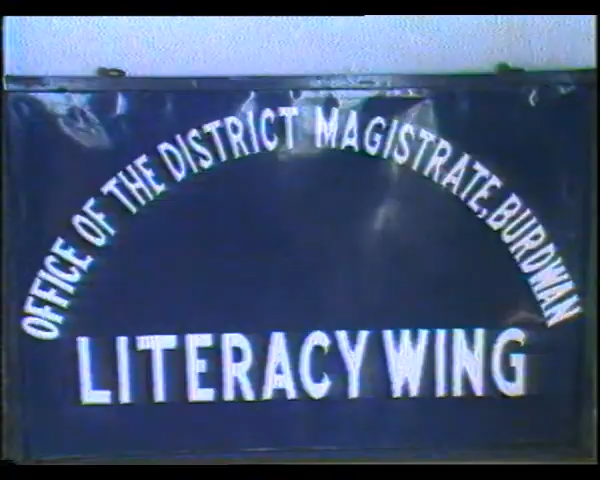 OFFICE OF THE DISTRICT MAGISTRATE, BURDWAN
LITERACY WING